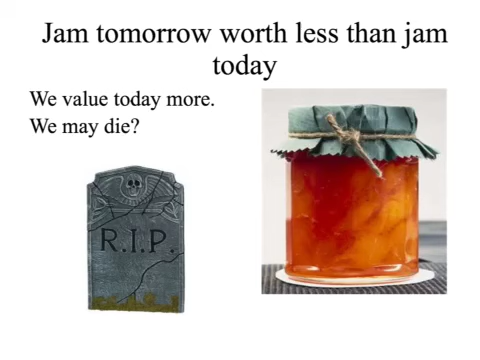 Jam tomorrow worth less than jam
today
We value today more.
We may die?
R.I.P.